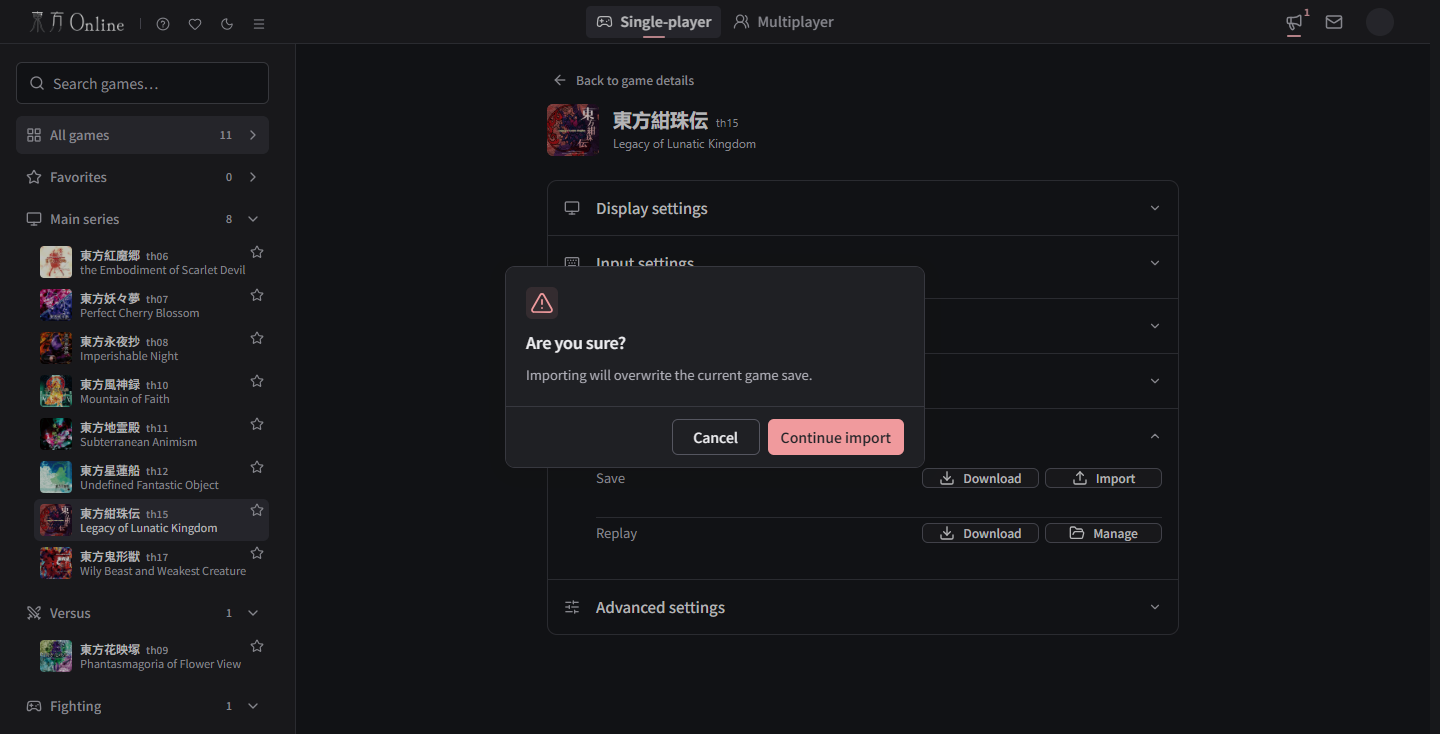 東方Online
Single-player
Multiplayer
1
Search games…
All games 11
Favorites 0
Main series 8
東方紅魔郷 th06
the Embodiment of Scarlet Devil
東方妖々夢 th07
Perfect Cherry Blossom
東方永夜抄 th08
Imperishable Night
東方風神録 th10
Mountain of Faith
東方地霊殿 th11
Subterranean Animism
東方星蓮船 th12
Undefined Fantastic Object
東方紺珠伝 th15
Legacy of Lunatic Kingdom
東方鬼形獣 th17
Wily Beast and Weakest Creature
Versus 1
東方花映塚 th09
Phantasmagoria of Flower View
Fighting 1
Back to game details
東方紺珠伝 th15
Legacy of Lunatic Kingdom
Display settings
Input settings
Are you sure?
Importing will overwrite the current game save.
Cancel
Continue import
Save
Download
Import
Replay
Download
Manage
Advanced settings